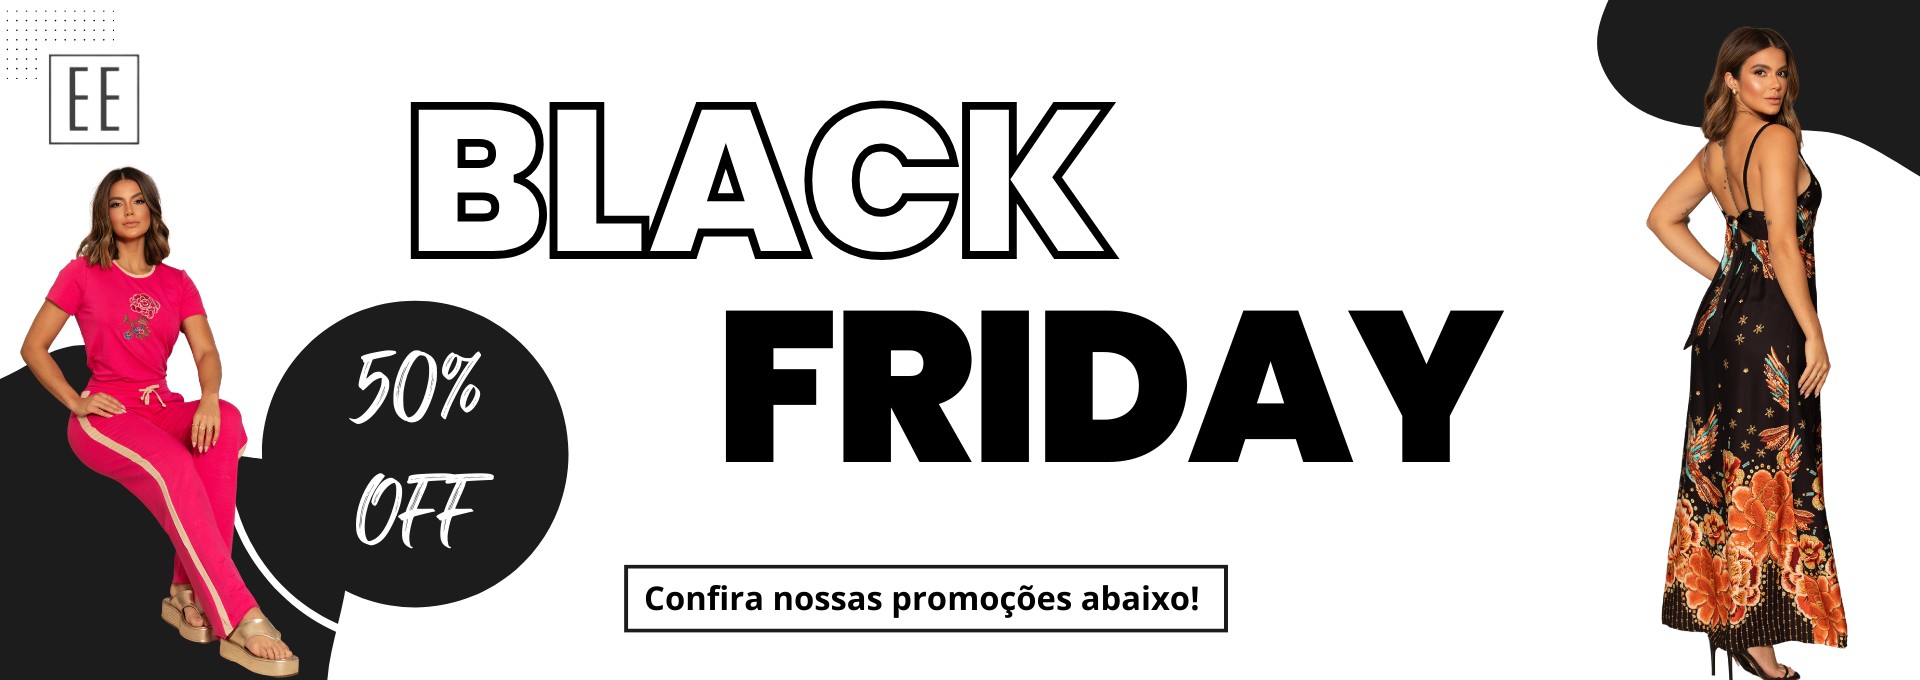 EE
BLACK
FRIDAY
50%
OFF
Confira nossas promoções abaixo!